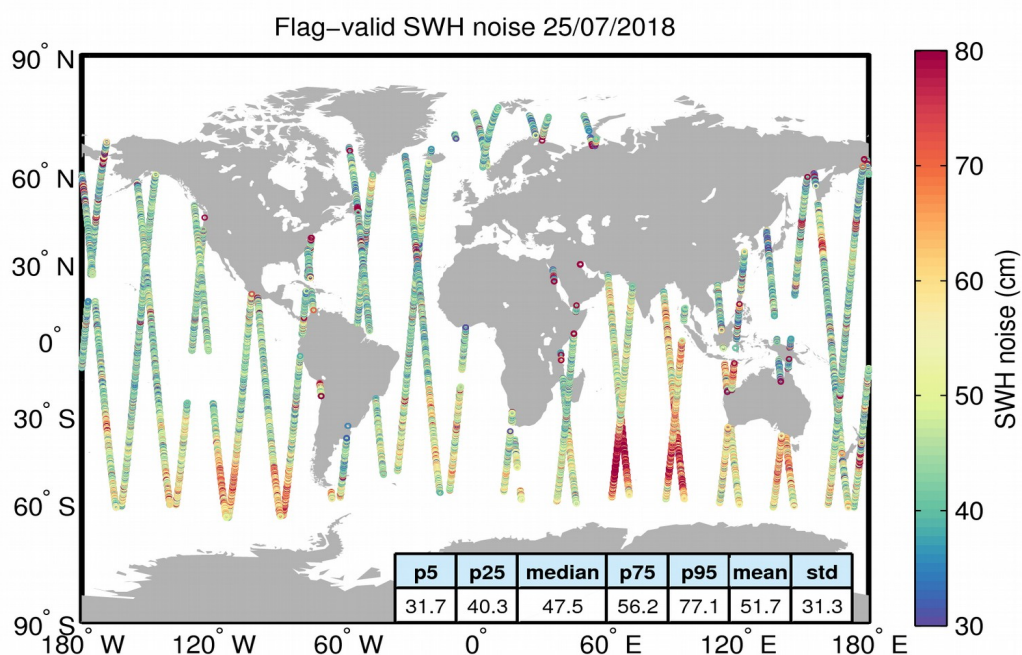 Flag−valid SWH noise 25/07/2018
90° N
60° N
30° N
0°
30° S
60° S
90° S
180° W
120° W
60° W
0°
60° E
120° E
180° E
80
70
60
50
40
30
SWH noise (cm)
p5 p25 median p75 p95 mean std
31.7 40.3 47.5 56.2 77.1 51.7 31.3